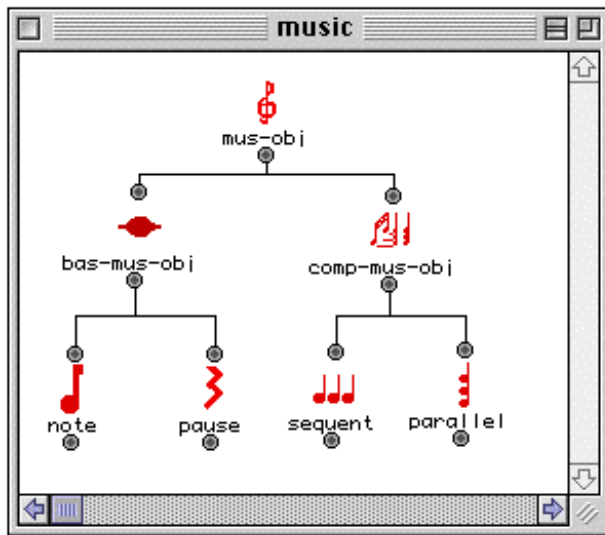 music
mus-obj
bas-mus-obj
comp-mus-obj
note
pause
sequent
parallel